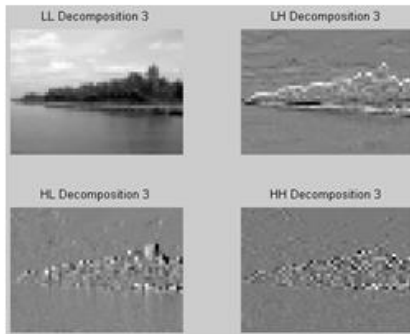 LL Decomposition 3
LH Decomposition 3
HL Decomposition 3
HH Decomposition 3